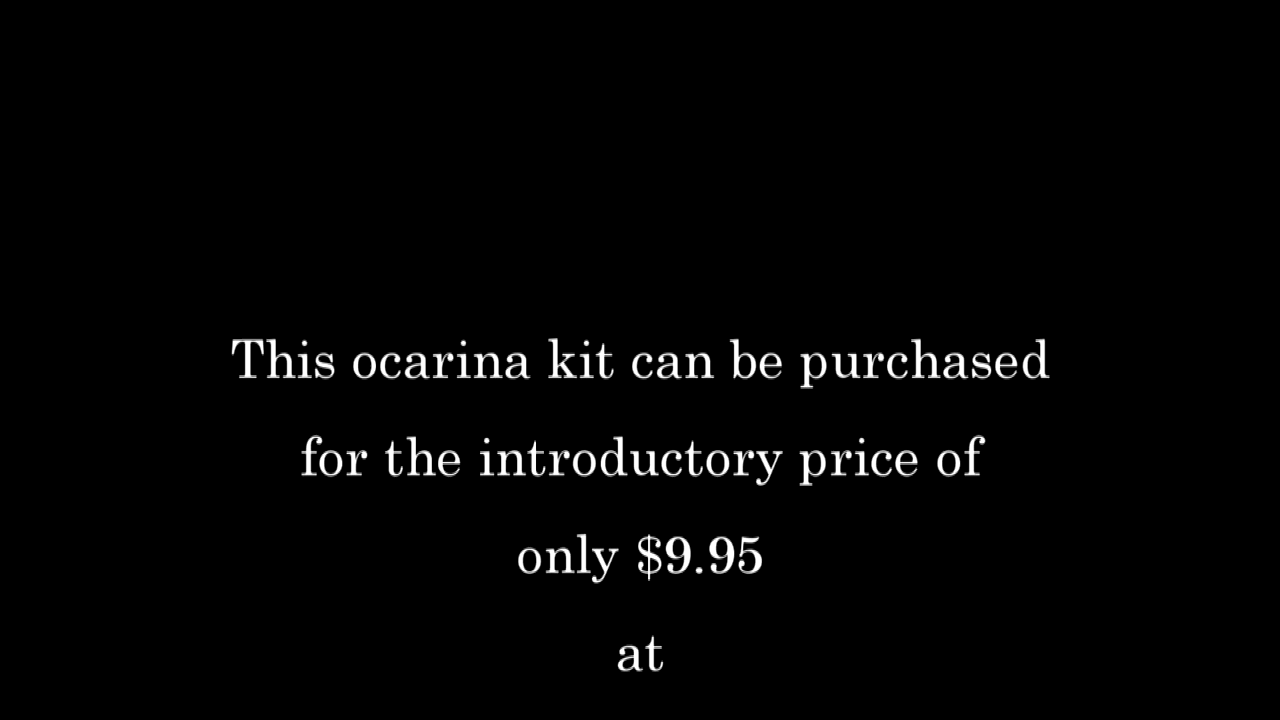 This ocarina kit can be purchased
for the introductory price of
only $9.95
at